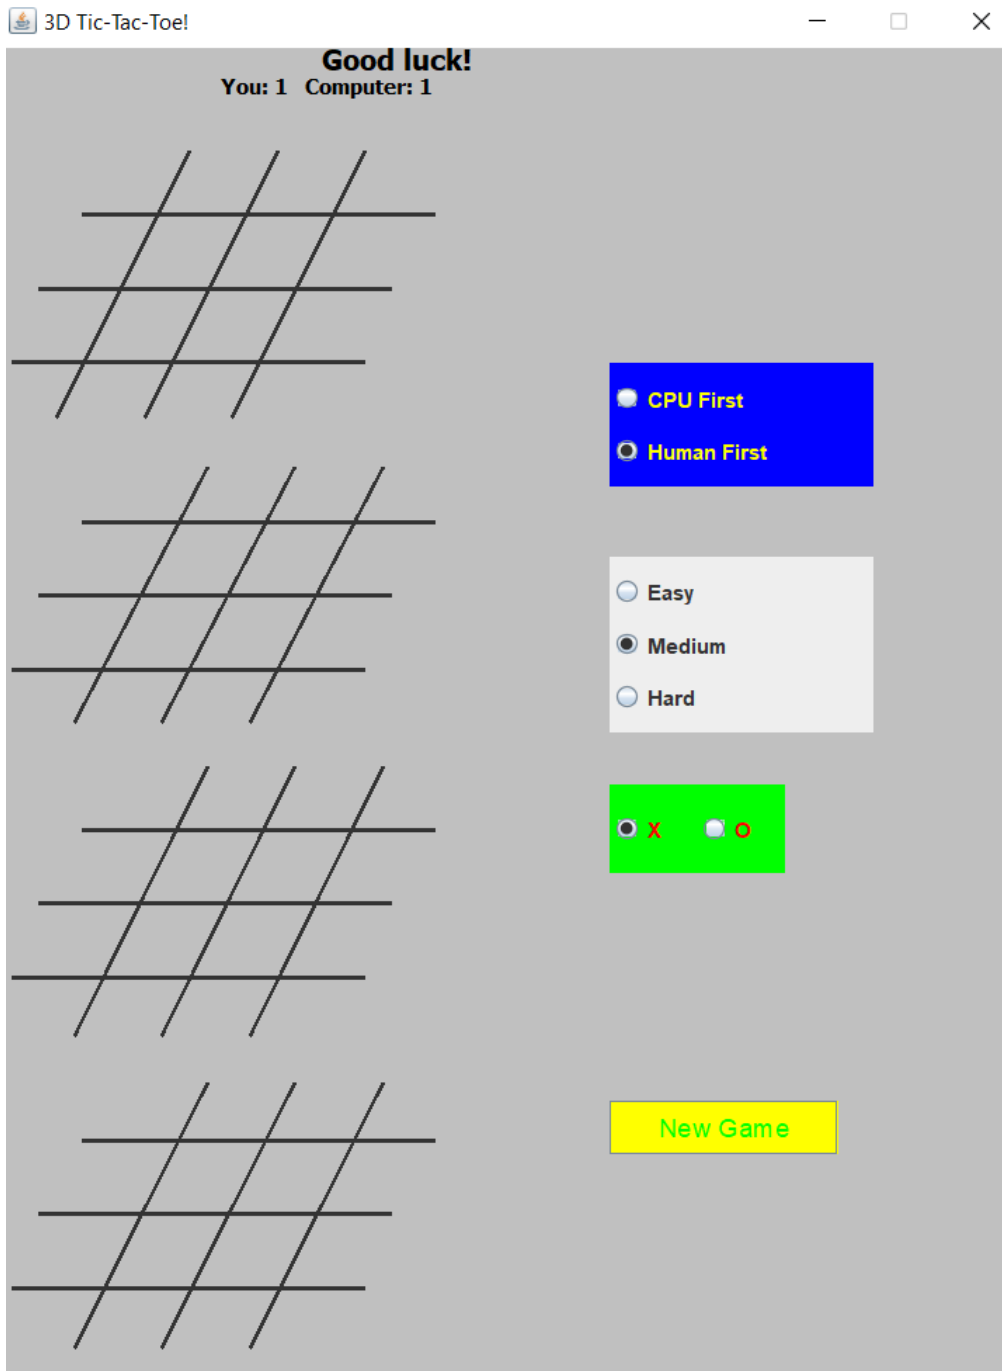 3D Tic-Tac-Toe!
Good luck!
You: 1 Computer: 1
CPU First
Human First
Easy
Medium
Hard
X O
New Game